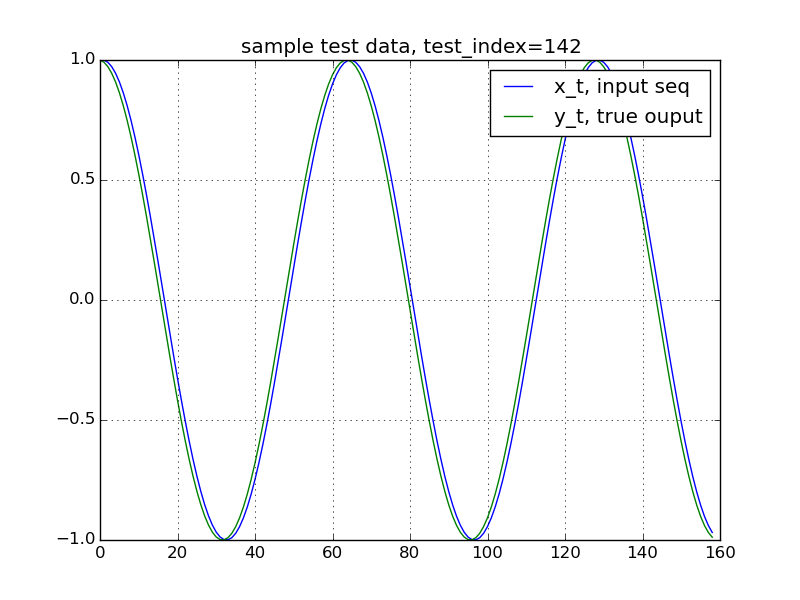 sample test data, test_index=142
x_t, input seq
y_t, true ouput
1.0
0.5
0.0
−0.5
−1.0
0 20 40 60 80 100 120 140 160